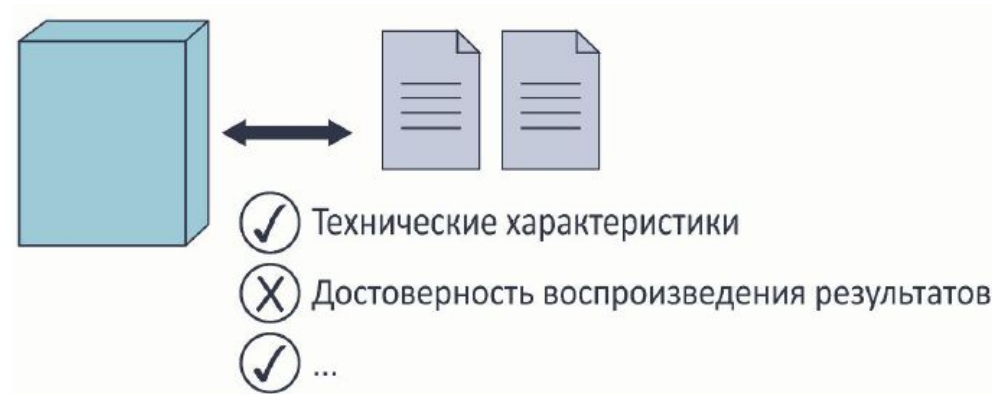 Технические характеристики
Достоверность воспроизведения результатов
...